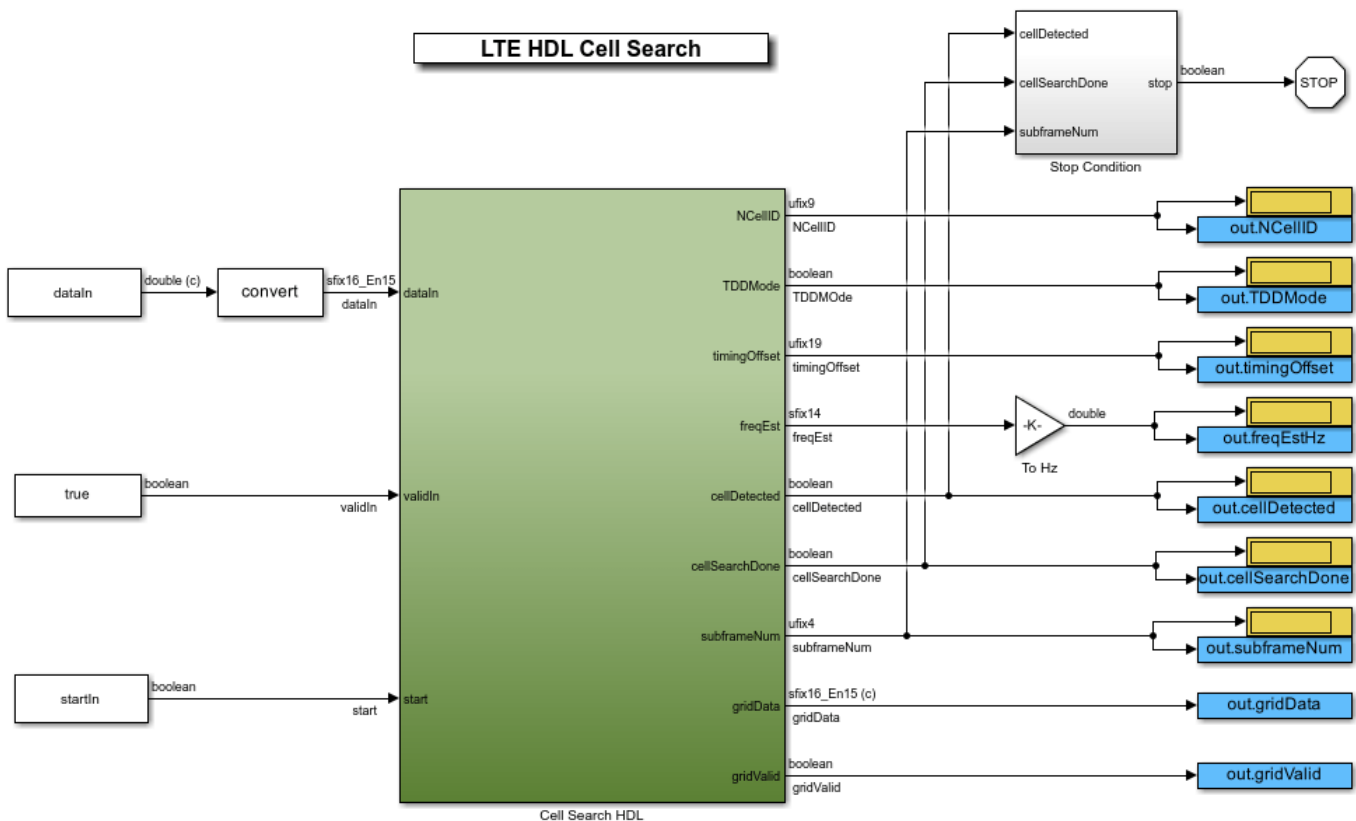 LTE HDL Cell Search
cellDetected
cellSearchDone
subframeNum
stop
boolean
STOP
Stop Condition
dataIn
double (c)
convert
sfix16_En15
dataIn
dataIn
true
boolean
validIn
validIn
startIn
boolean
start
start
NCellID
ufix9
NCellID
out.NCellID
TDDMode
boolean
TDDMOde
out.TDDMode
timingOffset
ufix19
timingOffset
out.timingOffset
freqEst
sfix14
freqEst
-K-
To Hz
double
out.freqEstHz
cellDetected
boolean
cellDetected
out.cellDetected
cellSearchDone
boolean
cellSearchDone
out.cellSearchDone
subframeNum
ufix4
subframeNum
out.subframeNum
gridData
sfix16_En15 (c)
gridData
out.gridData
gridValid
boolean
gridValid
out.gridValid
Cell Search HDL